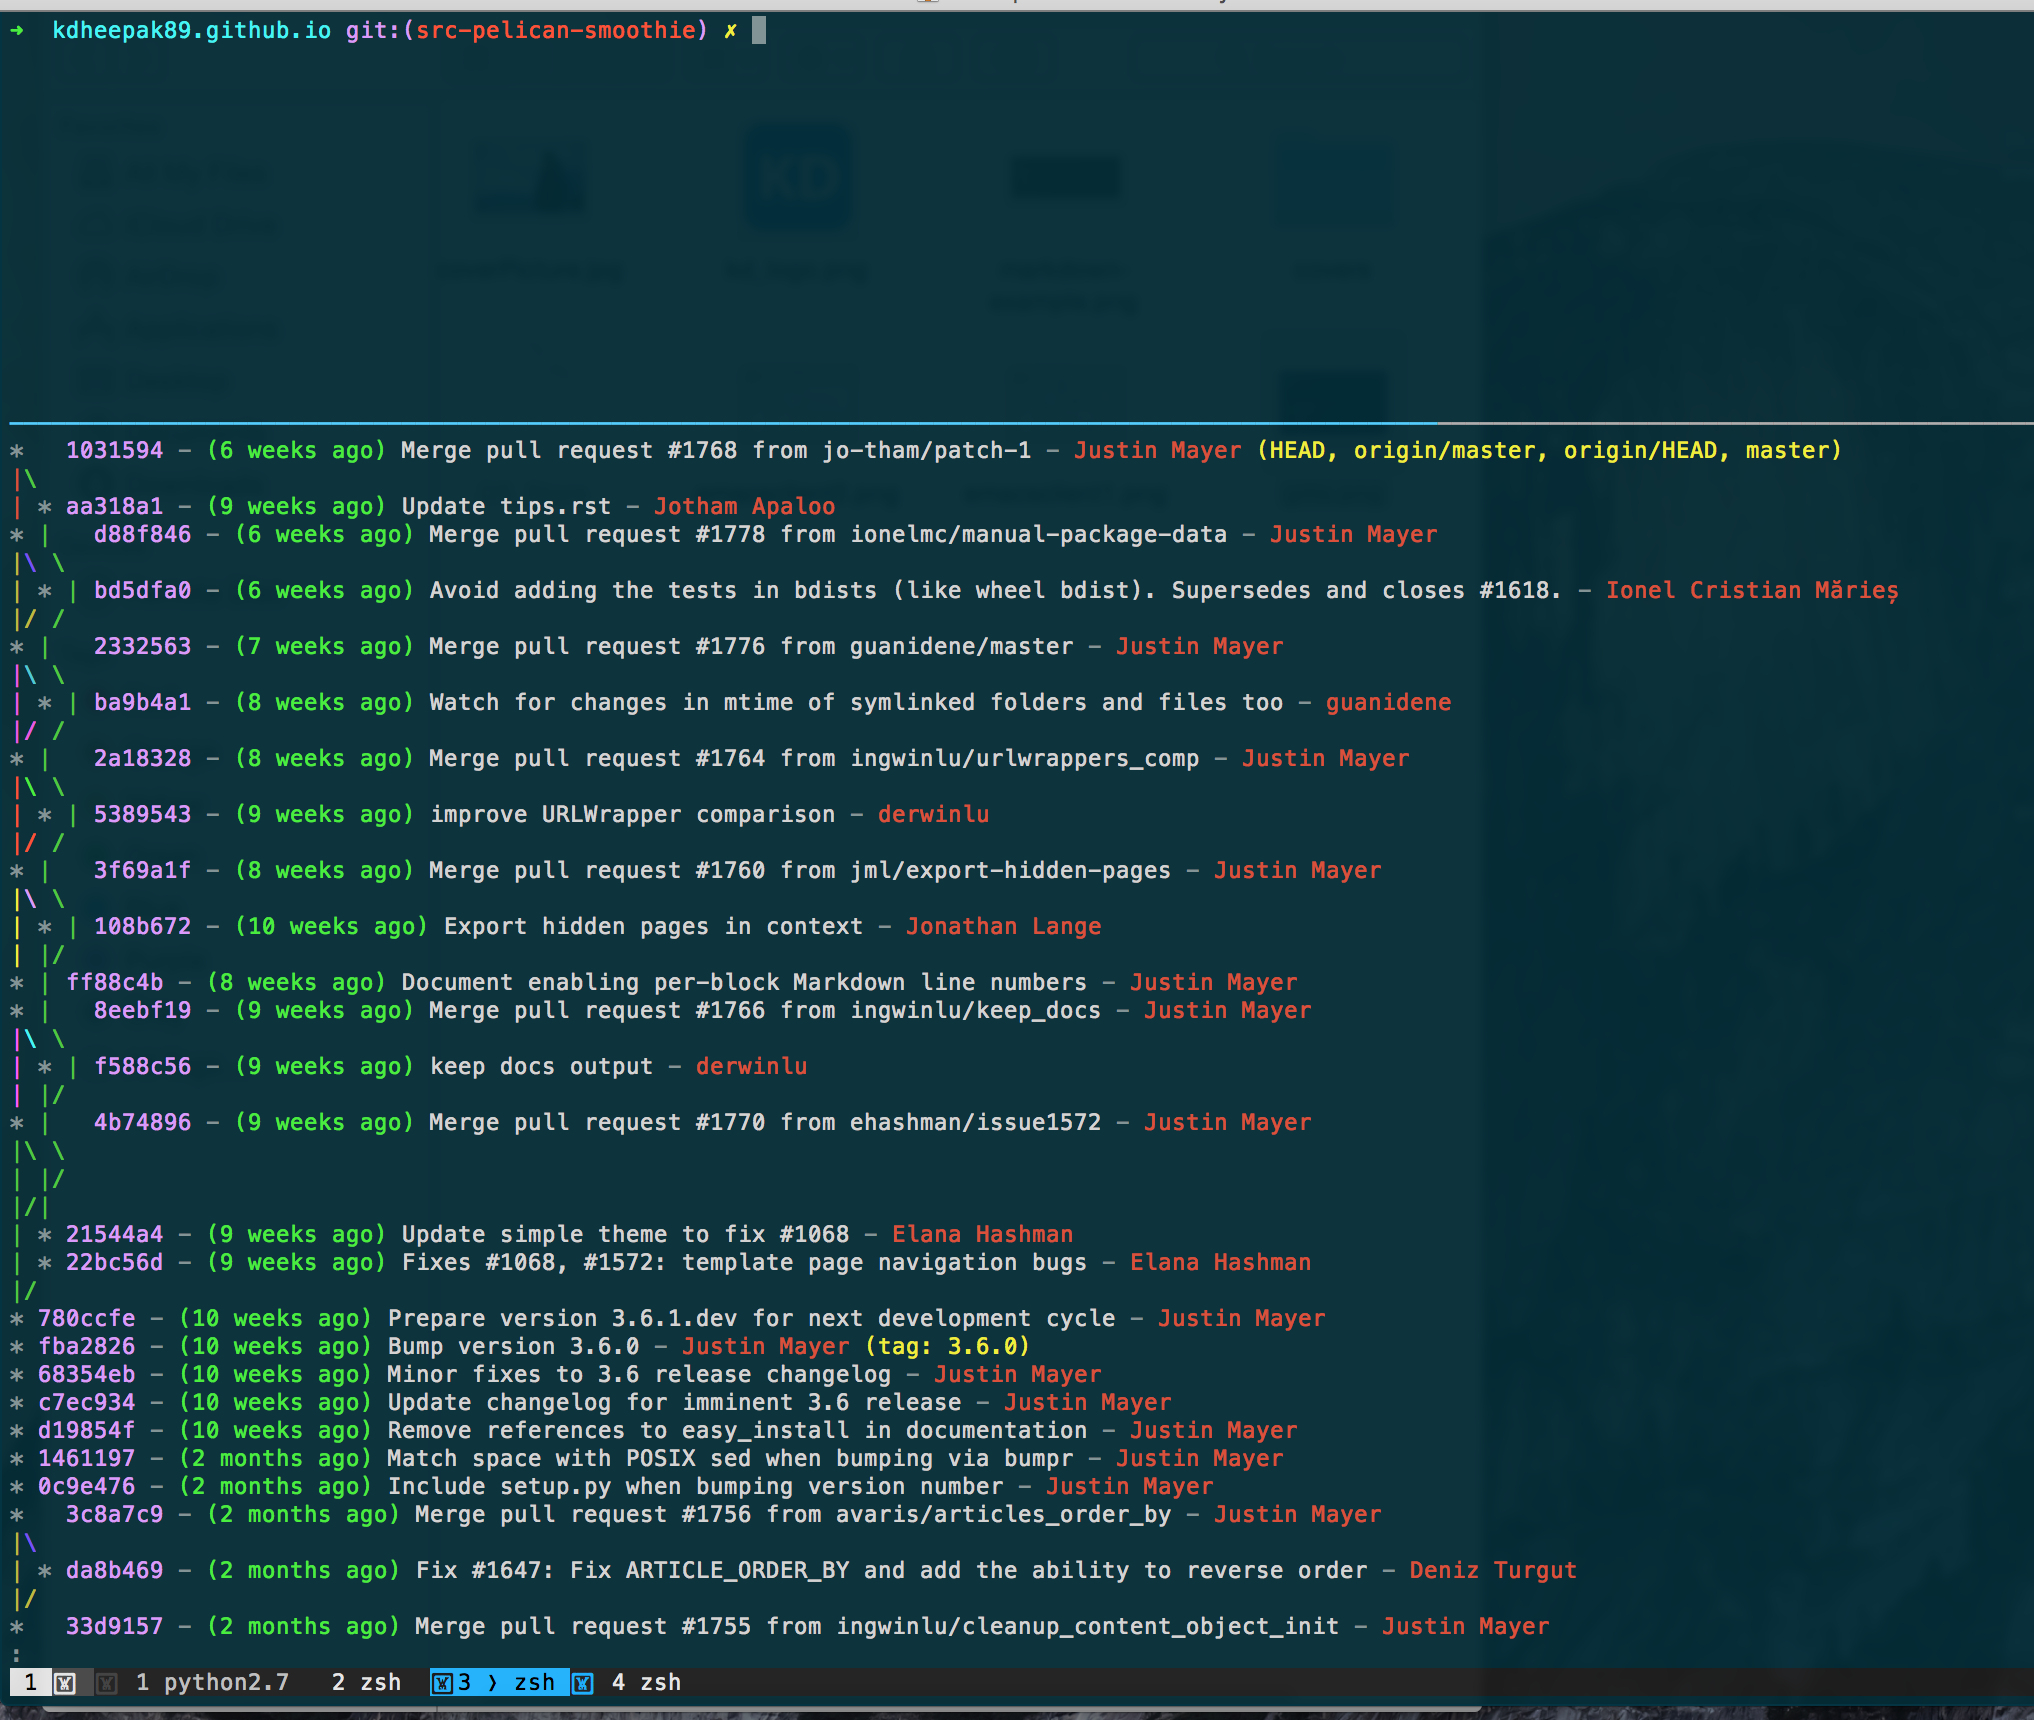 ➜  kdheepak89.github.io git:(src-pelican-smoothie) ✗
*   1031594 - (6 weeks ago) Merge pull request #1768 from jo-tham/patch-1 - Justin Mayer (HEAD, origin/master, origin/HEAD, master)
|\
| * aa318a1 - (9 weeks ago) Update tips.rst - Jotham Apaloo
* |   d88f846 - (6 weeks ago) Merge pull request #1778 from ionelmc/manual-package-data - Justin Mayer
|\ \
| * | bd5dfa0 - (6 weeks ago) Avoid adding the tests in bdists (like wheel bdist). Supersedes and closes #1618. - Ionel Cristian Mărieș
|/ /
* |   2332563 - (7 weeks ago) Merge pull request #1776 from guanidene/master - Justin Mayer
|\ \
| * | ba9b4a1 - (8 weeks ago) Watch for changes in mtime of symlinked folders and files too - guanidene
|/ /
* |   2a18328 - (8 weeks ago) Merge pull request #1764 from ingwinlu/urlwrappers_comp - Justin Mayer
|\ \
| * | 5389543 - (9 weeks ago) improve URLWrapper comparison - derwinlu
|/ /
* |   3f69a1f - (8 weeks ago) Merge pull request #1760 from jml/export-hidden-pages - Justin Mayer
|\ \
| * | 108b672 - (10 weeks ago) Export hidden pages in context - Jonathan Lange
| |/
* | ff88c4b - (8 weeks ago) Document enabling per-block Markdown line numbers - Justin Mayer
* |   8eebf19 - (9 weeks ago) Merge pull request #1766 from ingwinlu/keep_docs - Justin Mayer
|\ \
| * | f588c56 - (9 weeks ago) keep docs output - derwinlu
| |/
* |   4b74896 - (9 weeks ago) Merge pull request #1770 from ehashman/issue1572 - Justin Mayer
|\ \
| |/
|/|
| * 21544a4 - (9 weeks ago) Update simple theme to fix #1068 - Elana Hashman
| * 22bc56d - (9 weeks ago) Fixes #1068, #1572: template page navigation bugs - Elana Hashman
|/
* 780ccfe - (10 weeks ago) Prepare version 3.6.1.dev for next development cycle - Justin Mayer
* fba2826 - (10 weeks ago) Bump version 3.6.0 - Justin Mayer (tag: 3.6.0)
* 68354eb - (10 weeks ago) Minor fixes to 3.6 release changelog - Justin Mayer
* c7ec934 - (10 weeks ago) Update changelog for imminent 3.6 release - Justin Mayer
* d19854f - (10 weeks ago) Remove references to easy_install in documentation - Justin Mayer
* 1461197 - (2 months ago) Match space with POSIX sed when bumping via bumpr - Justin Mayer
* 0c9e476 - (2 months ago) Include setup.py when bumping version number - Justin Mayer
*   3c8a7c9 - (2 months ago) Merge pull request #1756 from avaris/articles_order_by - Justin Mayer
|\
| * da8b469 - (2 months ago) Fix #1647: Fix ARTICLE_ORDER_BY and add the ability to reverse order - Deniz Turgut
|/
*   33d9157 - (2 months ago) Merge pull request #1755 from ingwinlu/cleanup_content_object_init - Justin Mayer
:
1 1 python2.7 2 zsh 3 ❭ zsh 4 zsh